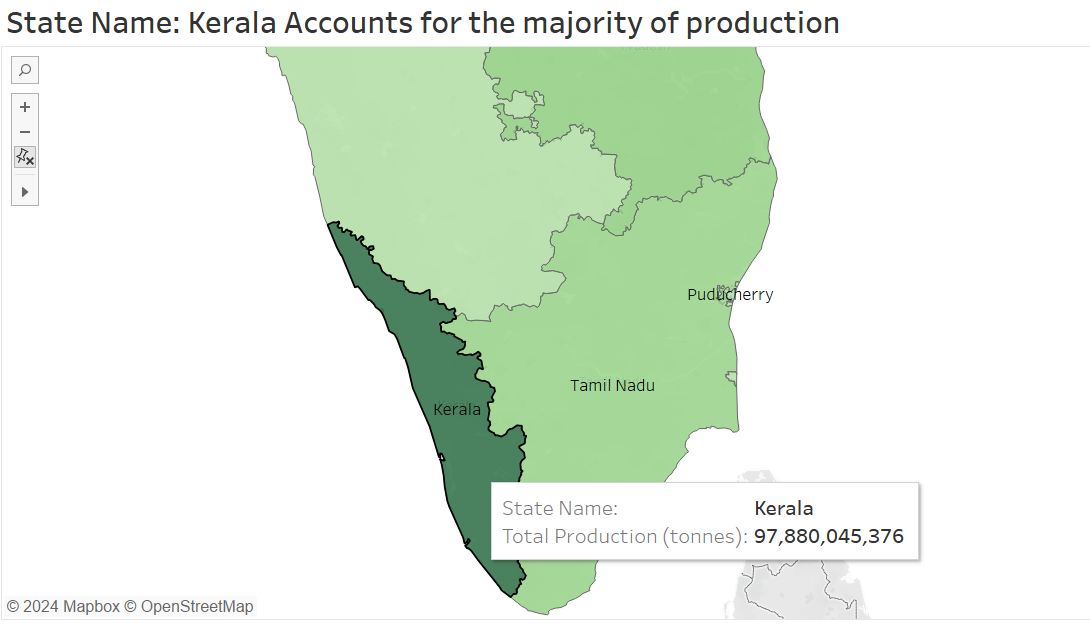 State Name: Kerala Accounts for the majority of production
Puducherry
Tamil Nadu
Kerala
State Name: Kerala
Total Production (tonnes): 97,880,045,376
© 2024 Mapbox © OpenStreetMap